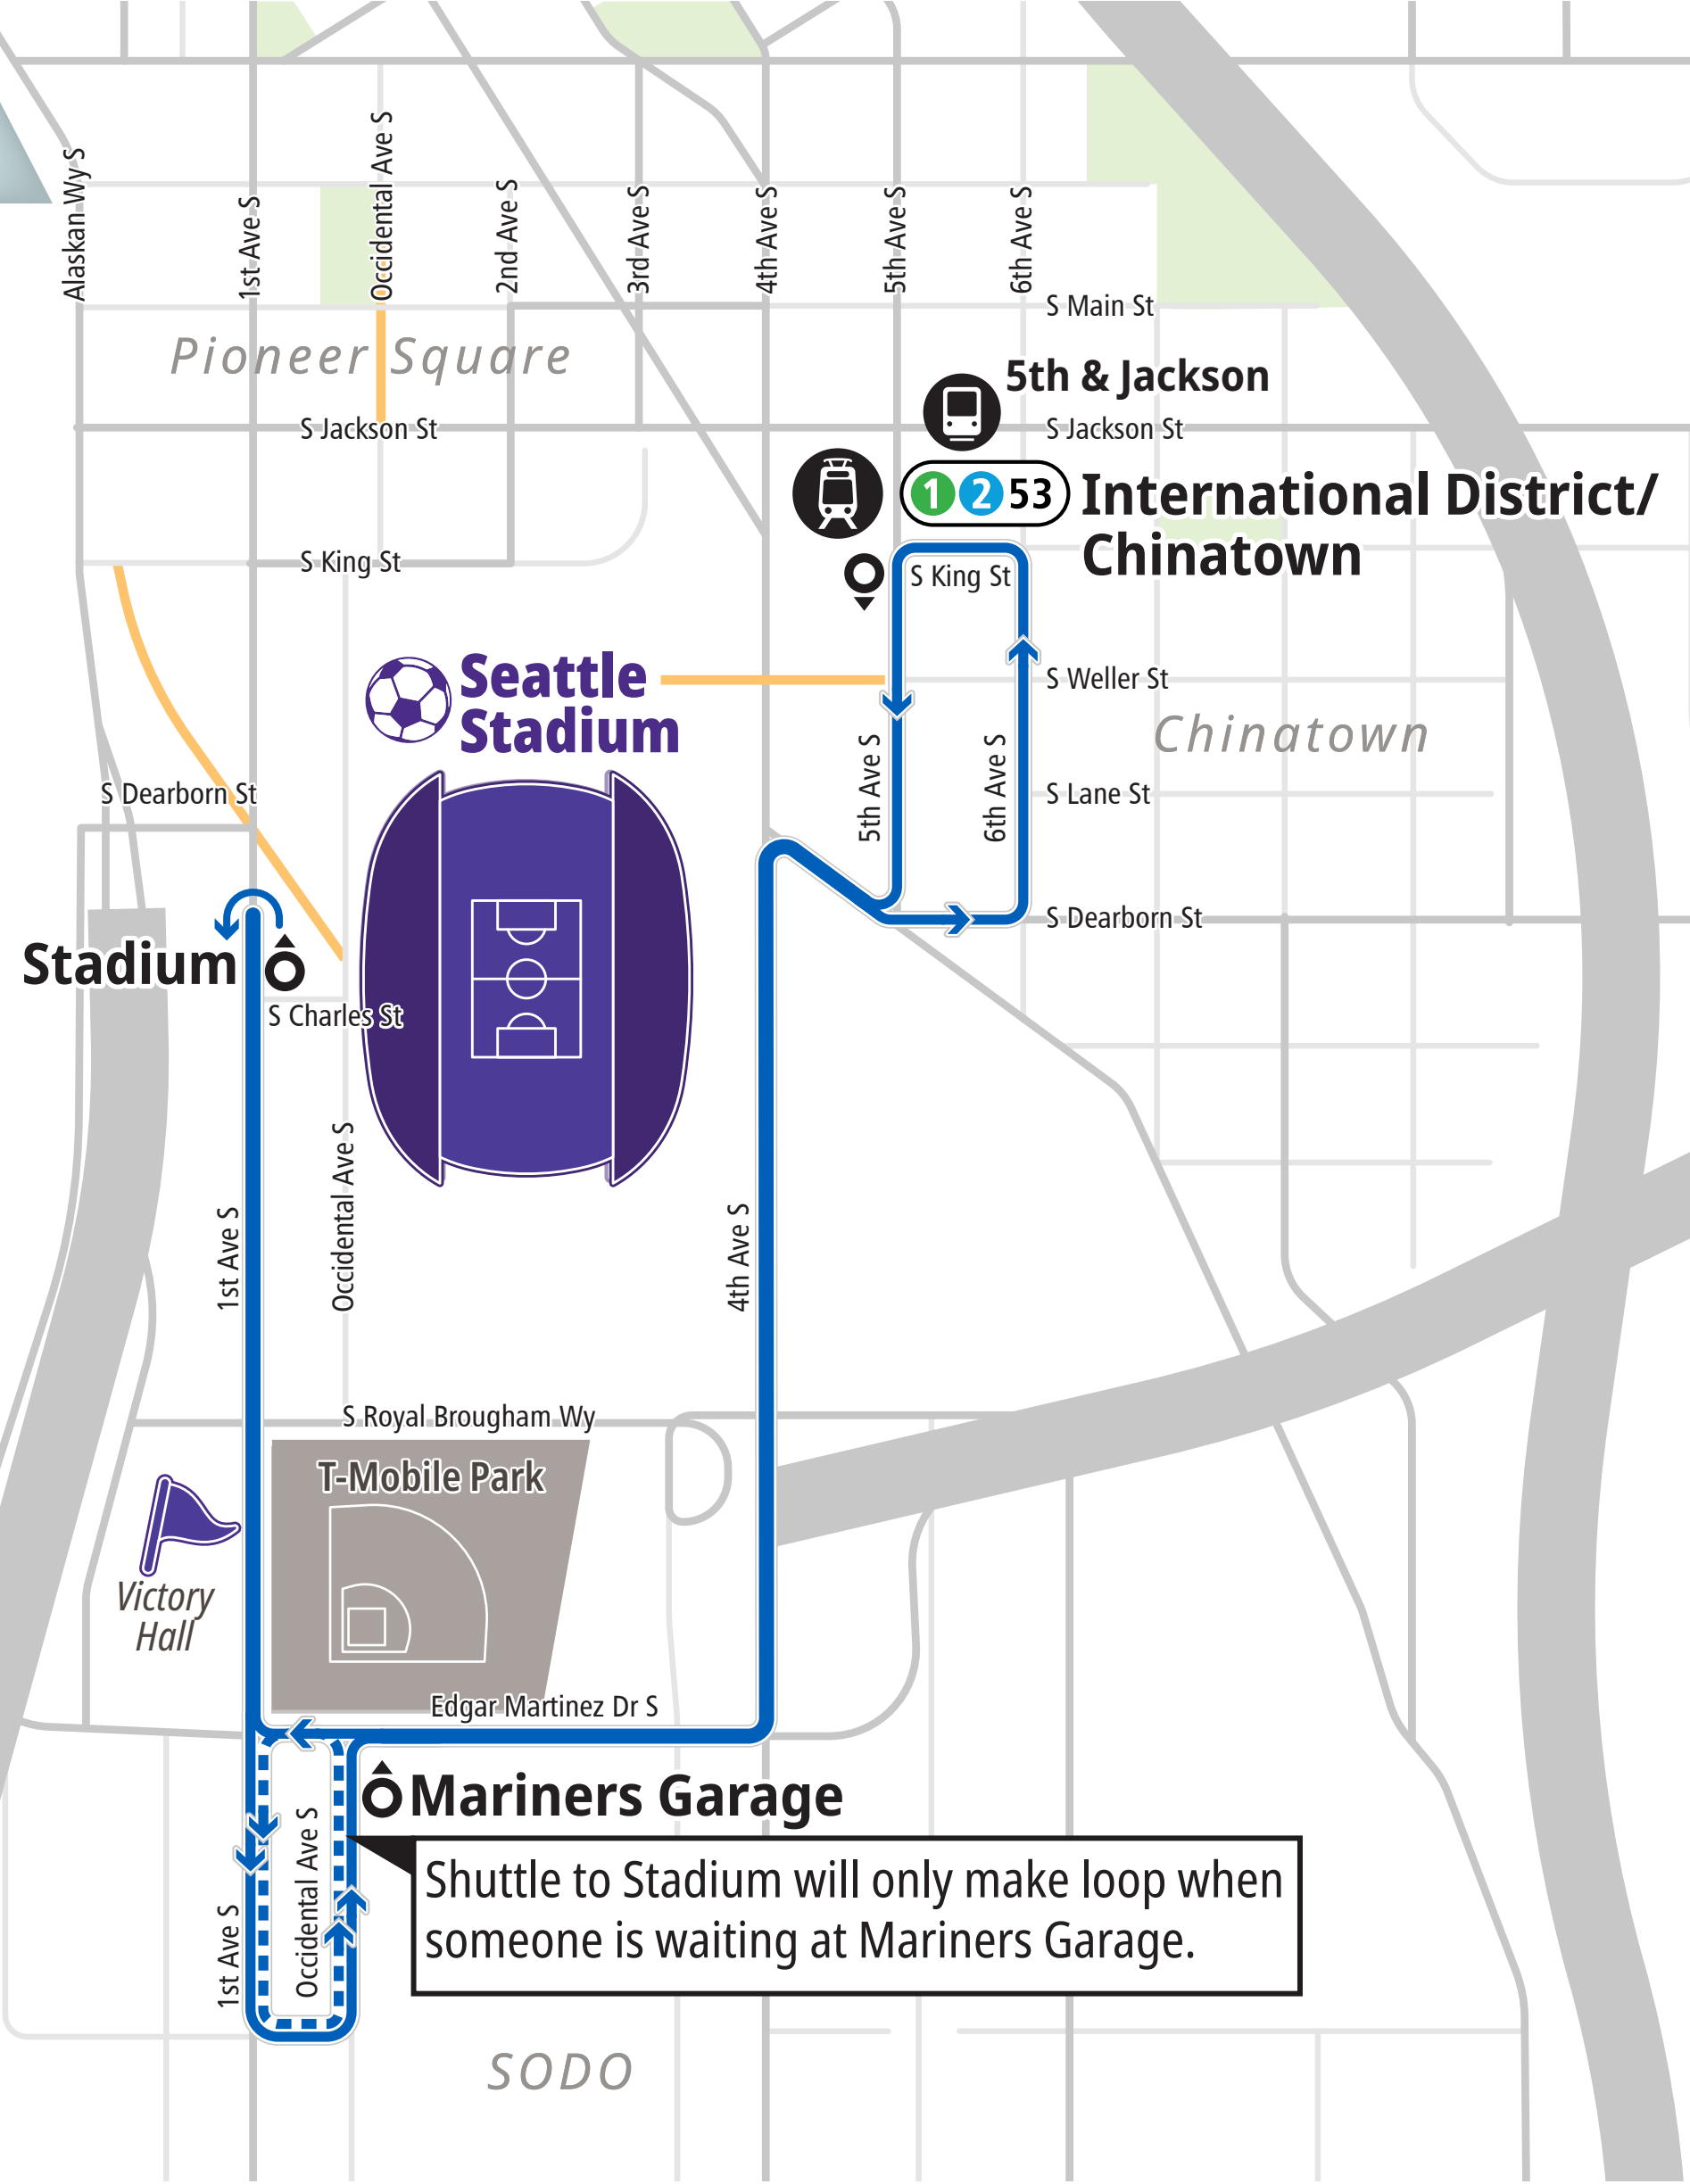 Alaskan Wy S
1st Ave S
Occidental Ave S
2nd Ave S
3rd Ave S
4th Ave S
5th Ave S
6th Ave S
S Main St
Pioneer Square
5th & Jackson
S Jackson St
S Jackson St
1 2 53
International District/
Chinatown
S King St
S King St
Seattle
Stadium
S Weller St
Chinatown
5th Ave S
6th Ave S
S Dearborn St
S Lane St
S Dearborn St
Stadium
S Charles St
1st Ave S
Occidental Ave S
4th Ave S
S Royal Brougham Wy
T-Mobile Park
Victory
Hall
Edgar Martinez Dr S
Mariners Garage
1st Ave S
Occidental Ave S
Shuttle to Stadium will only make loop when
someone is waiting at Mariners Garage.
SODO